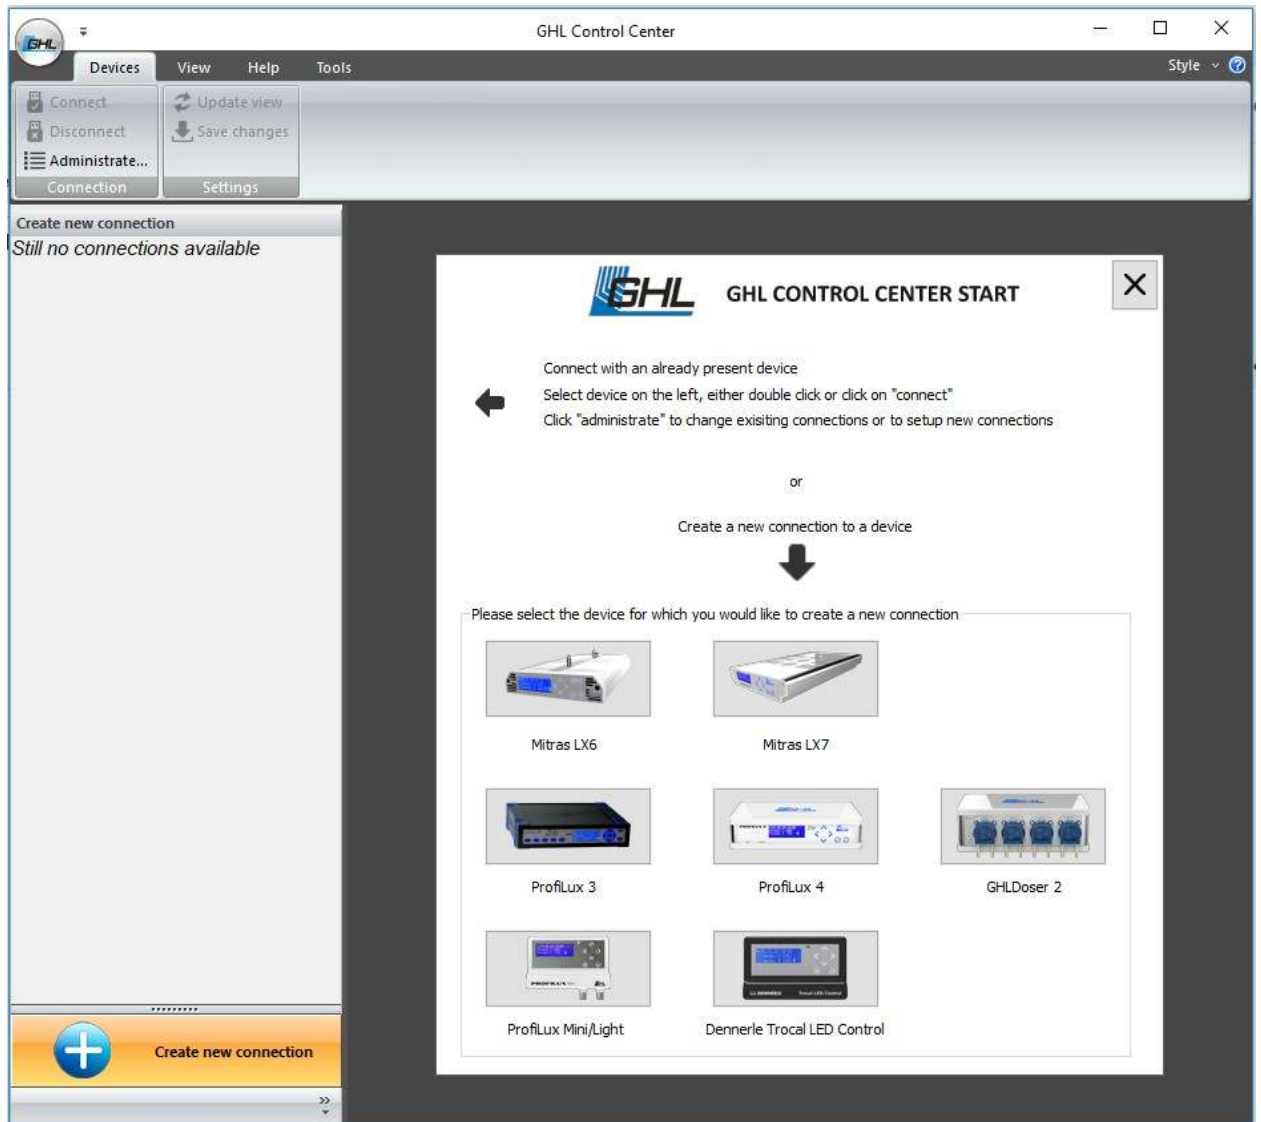 GHL
GHL Control Center
Devices View Help Tools Style
Connect
Disconnect
Administrate...
Connection
Update view
Save changes
Settings
Create new connection
Still no connections available
GHL GHL CONTROL CENTER START
Connect with an already present device
Select device on the left, either double click or click on "connect"
Click "administrate" to change exisiting connections or to setup new connections
or
Create a new connection to a device
Please select the device for which you would like to create a new connection
Mitras LX6 Mitras LX7
ProfiLux 3 ProfiLux 4 GHLDoser 2
ProfiLux Mini/Light Dennerle Trocal LED Control
Create new connection